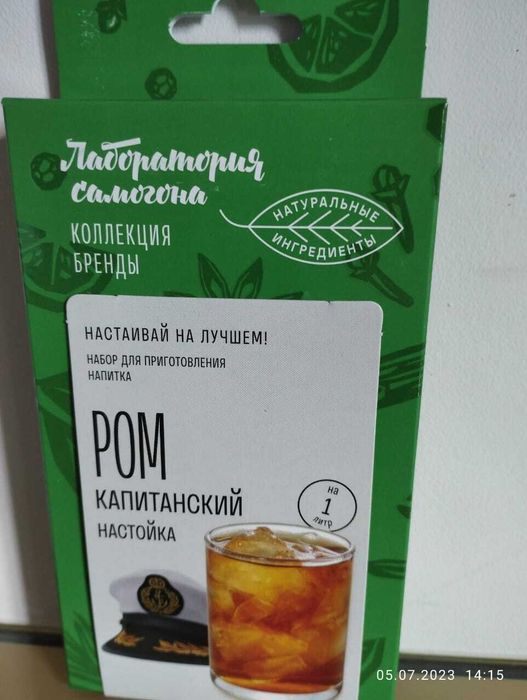 Лаборатория
самогона
КОЛЛЕКЦИЯ
БРЕНДЫ
НАТУРАЛЬНЫЕ
ИНГРЕДИЕНТЫ
НАСТАИВАЙ НА ЛУЧШЕМ!
НАБОР ДЛЯ ПРИГОТОВЛЕНИЯ
НАПИТКА
РОМ
КАПИТАНСКИЙ
НАСТОЙКА
на
1
литр
05.07.2023 14:15